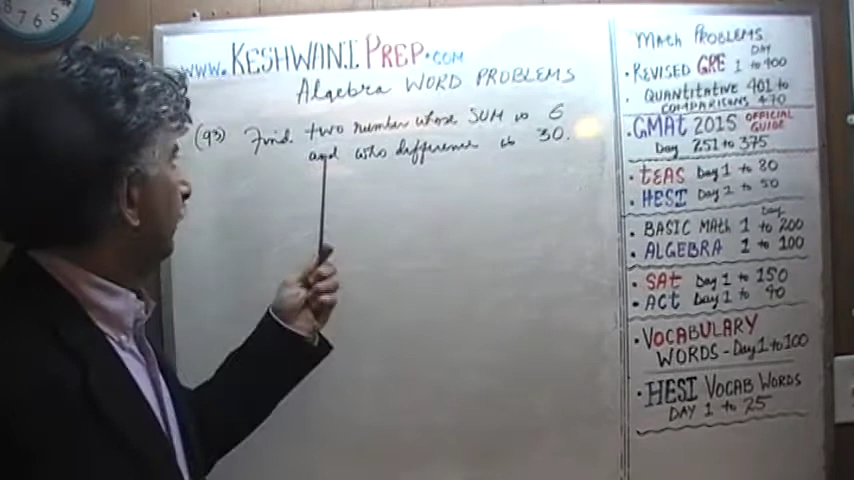 8 7 6 5
www.KESHWANIPREP.COM
Algebra WORD PROBLEMS
(93) Find two number whose SUM is 6
and who difference is 30.
MATH PROBLEMS
DAY
• REVISED GRE 1 to 400
• QUANTITATIVE 401 to
COMPARISONS 470
• GMAT 2015 OFFICIAL GUIDE
Day 251 to 375
• TEAS Day 1 to 80
• HESI Day 1 to 50
Day
• BASIC MATH 1 to 200
• ALGEBRA 1 to 100
• SAT Day 1 to 150
• ACT Day 1 to 40
• VOCABULARY
WORDS - Day 1 to 100
• HESI VOCAB WORDS
DAY 1 to 25